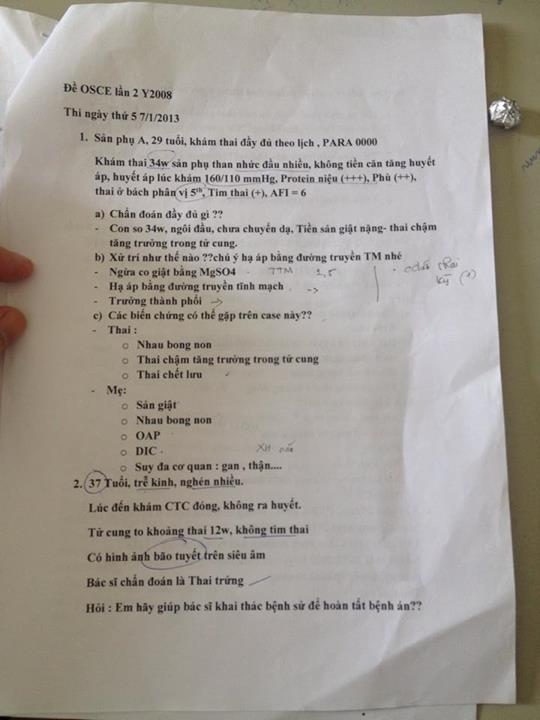 Đề OSCE lần 2 Y2008
Thi ngày thứ 5 7/1/2013
1. Sản phụ A, 29 tuổi, khám thai đầy đủ theo lịch , PARA 0000
Khám thai 34w sản phụ than nhức đầu nhiều, không tiền căn tăng huyết
áp, huyết áp lúc khám 160/110 mmHg, Protein niệu (+++), Phù (++),
thai ở bách phân vị 5th, Tim thai (+), AFI = 6
a) Chẩn đoán đầy đủ gì ??
- Con so 34w, ngôi đầu, chưa chuyển dạ, Tiền sản giật nặng- thai chậm
tăng trưởng trong tử cung.
b) Xử trí như thế nào ??chú ý hạ áp bằng đường truyền TM nhé
- Ngừa co giật bằng MgSO4 TTM
- Hạ áp bằng đường truyền tĩnh mạch ->
- Trưởng thành phổi ->
c) Các biến chứng có thể gặp trên case này??
- Thai :
o Nhau bong non
o Thai chậm tăng trưởng trong tử cung
o Thai chết lưu
- Mẹ:
o Sản giật
o Nhau bong non
o OAP
o DIC XH
o Suy đa cơ quan : gan , thận....
2. 37 Tuổi, trễ kinh, nghén nhiều.
Lúc đến khám CTC đóng, không ra huyết.
Tử cung to khoảng thai 12w, không tim thai
Có hình ảnh bão tuyết trên siêu âm
Bác sĩ chẩn đoán là Thai trứng
Hỏi : Em hãy giúp bác sĩ khai thác bệnh sử để hoàn tất bệnh án??